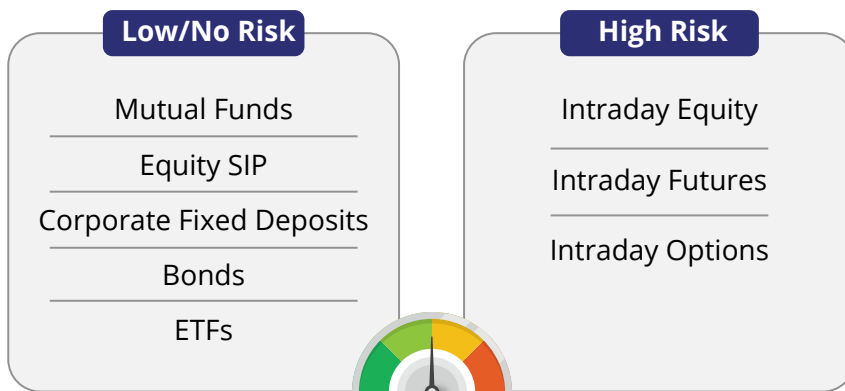 Low/No Risk
Mutual Funds
Equity SIP
Corporate Fixed Deposits
Bonds
ETFs
High Risk
Intraday Equity
Intraday Futures
Intraday Options